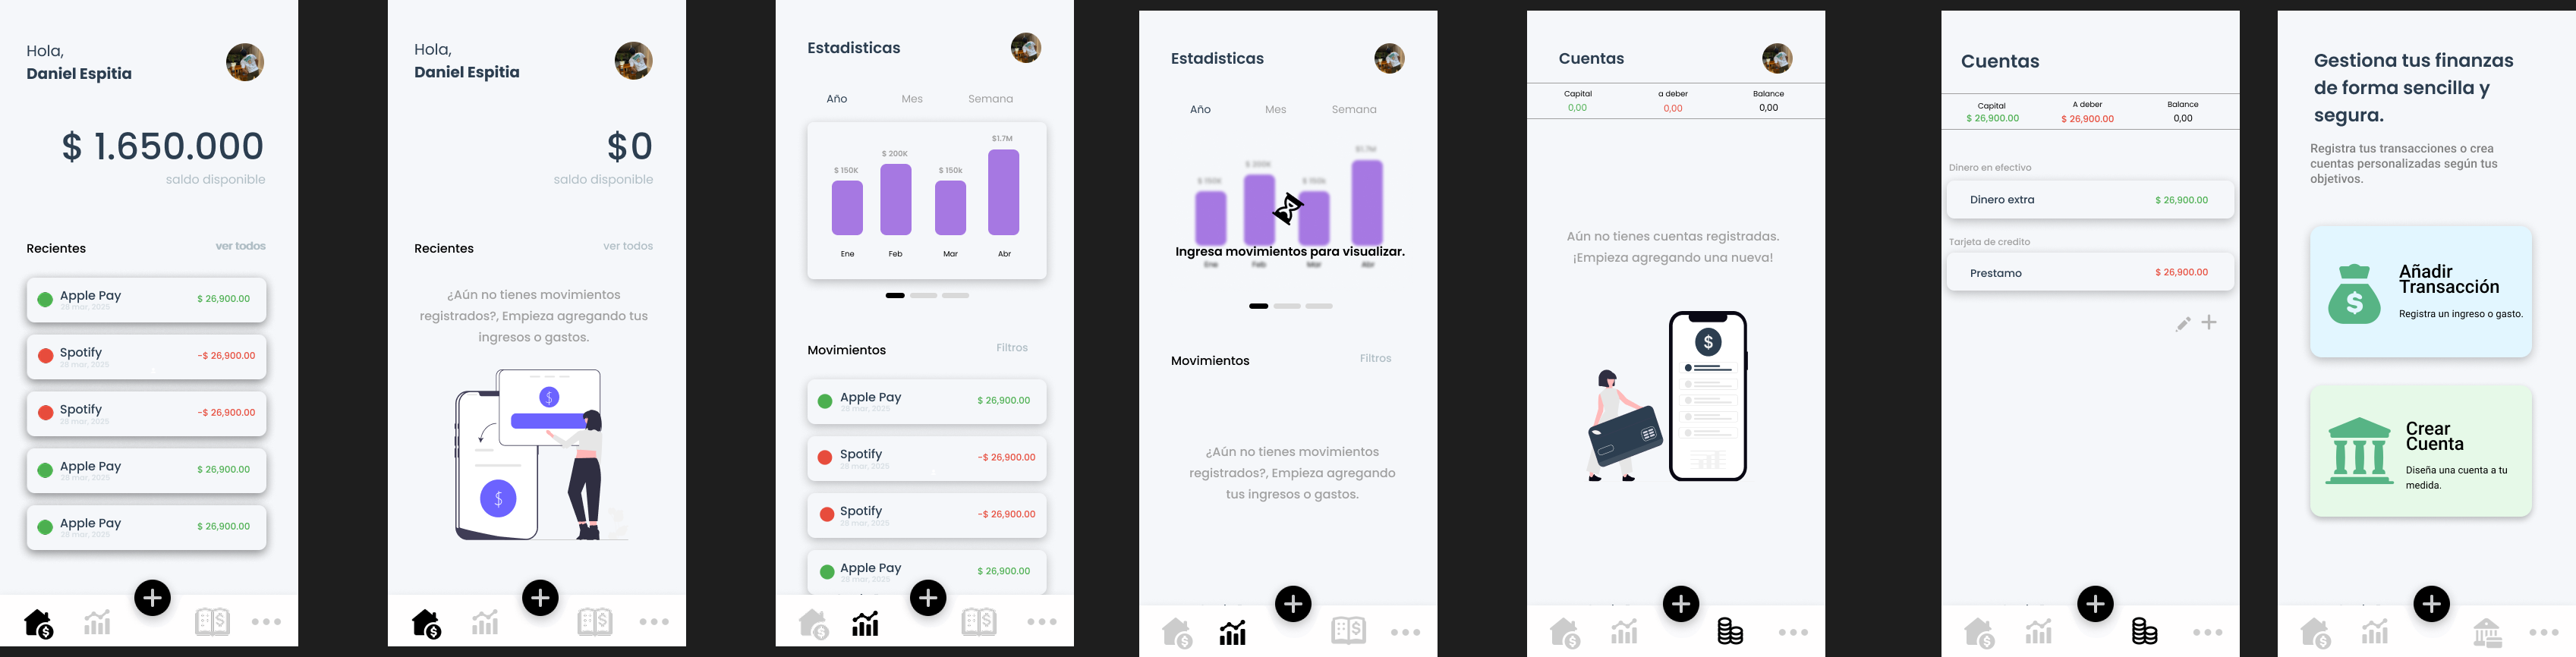 Hola,
Daniel Espitia
$ 1.650.000
saldo disponible
Recientes
ver todos
Apple Pay
28 mar, 2025
$ 26,900.00
Spotify
28 mar, 2025
-$ 26,900.00
Spotify
28 mar, 2025
-$ 26,900.00
Apple Pay
28 mar, 2025
$ 26,900.00
Apple Pay
28 mar, 2025
$ 26,900.00
Hola,
Daniel Espitia
$0
saldo disponible
Recientes
ver todos
¿Aún no tienes movimientos
registrados?, Empieza agregando tus
ingresos o gastos.
$
$
Estadisticas
Año
Mes
Semana
$ 150K
$ 200K
$ 150k
$1.7M
Ene
Feb
Mar
Abr
Movimientos
Filtros
Apple Pay
28 mar, 2025
$ 26,900.00
Spotify
28 mar, 2025
-$ 26,900.00
Spotify
28 mar, 2025
-$ 26,900.00
Apple Pay
28 mar, 2025
$ 26,900.00
Estadisticas
Año
Mes
Semana
$ 150K
$ 200K
$ 150k
$1.7M
Ingresa movimientos para visualizar.
Ene
Feb
Mar
Abr
Movimientos
Filtros
¿Aún no tienes movimientos
registrados?, Empieza agregando
tus ingresos o gastos.
Cuentas
Capital
a deber
Balance
0,00
0,00
0,00
Aún no tienes cuentas registradas.
¡Empieza agregando una nueva!
$
Cuentas
Capital
A deber
Balance
$ 26,900.00
$ 26,900.00
0,00
Dinero en efectivo
Dinero extra
$ 26,900.00
Tarjeta de credito
Prestamo
$ 26,900.00
Gestiona tus finanzas
de forma sencilla y
segura.
Registra tus transacciones o crea
cuentas personalizadas según tus
objetivos.
$
Añadir
Transacción
Registra un ingreso o gasto.
Crear
Cuenta
Diseña una cuenta a tu
medida.